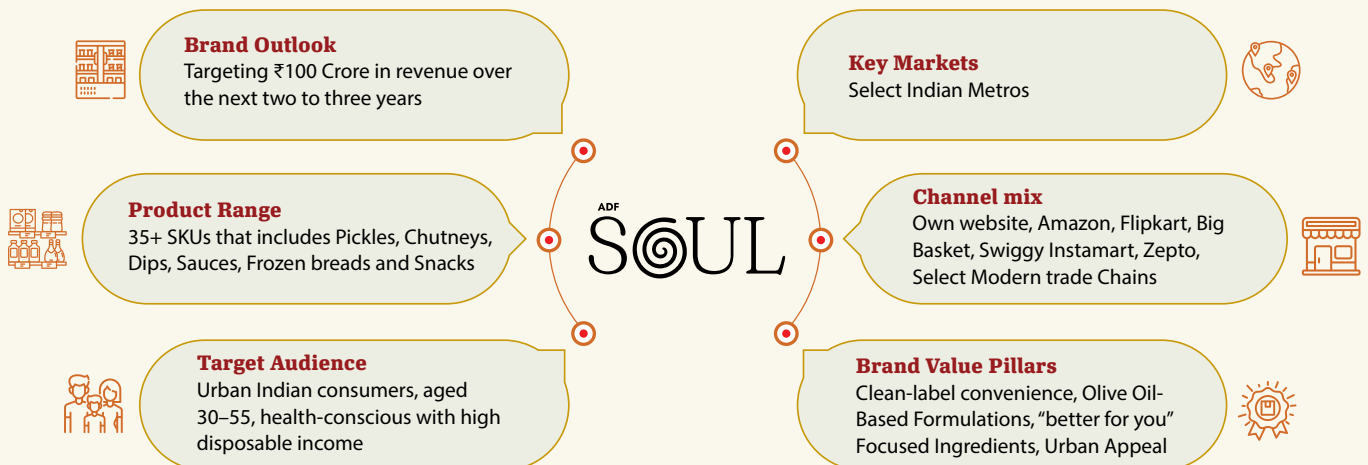 Brand Outlook
Targeting ₹100 Crore in revenue over
the next two to three years
Product Range
35+ SKUs that includes Pickles, Chutneys,
Dips, Sauces, Frozen breads and Snacks
Target Audience
Urban Indian consumers, aged
30–55, health-conscious with high
disposable income
ADF
SOUL
Key Markets
Select Indian Metros
Channel mix
Own website, Amazon, Flipkart, Big
Basket, Swiggy Instamart, Zepto,
Select Modern trade Chains
Brand Value Pillars
Clean-label convenience, Olive Oil-
Based Formulations, “better for you”
Focused Ingredients, Urban Appeal